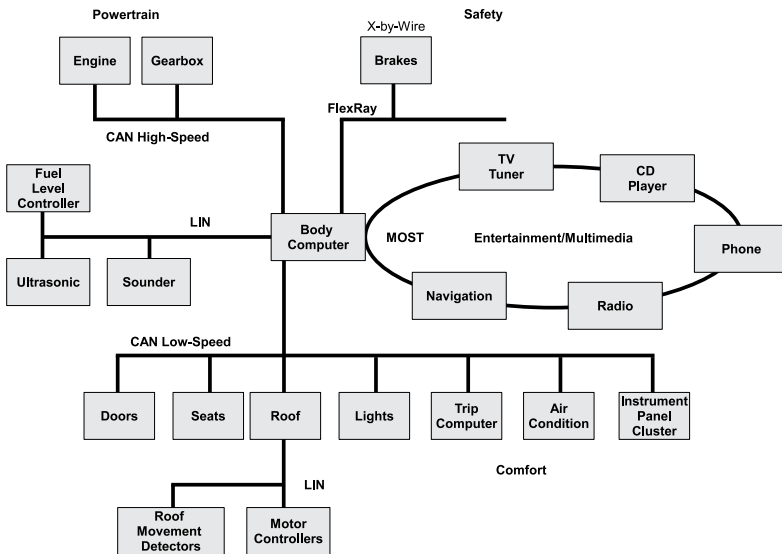 Powertrain
Safety
X-by-Wire
Engine
Gearbox
Brakes
FlexRay
CAN High-Speed
TV
Tuner
CD
Player
Fuel
Level
Controller
LIN
Body
Computer
MOST
Entertainment/Multimedia
Phone
Ultrasonic
Sounder
Navigation
Radio
CAN Low-Speed
Doors
Seats
Roof
Lights
Trip
Computer
Air
Condition
Instrument
Panel
Cluster
Comfort
LIN
Roof
Movement
Detectors
Motor
Controllers